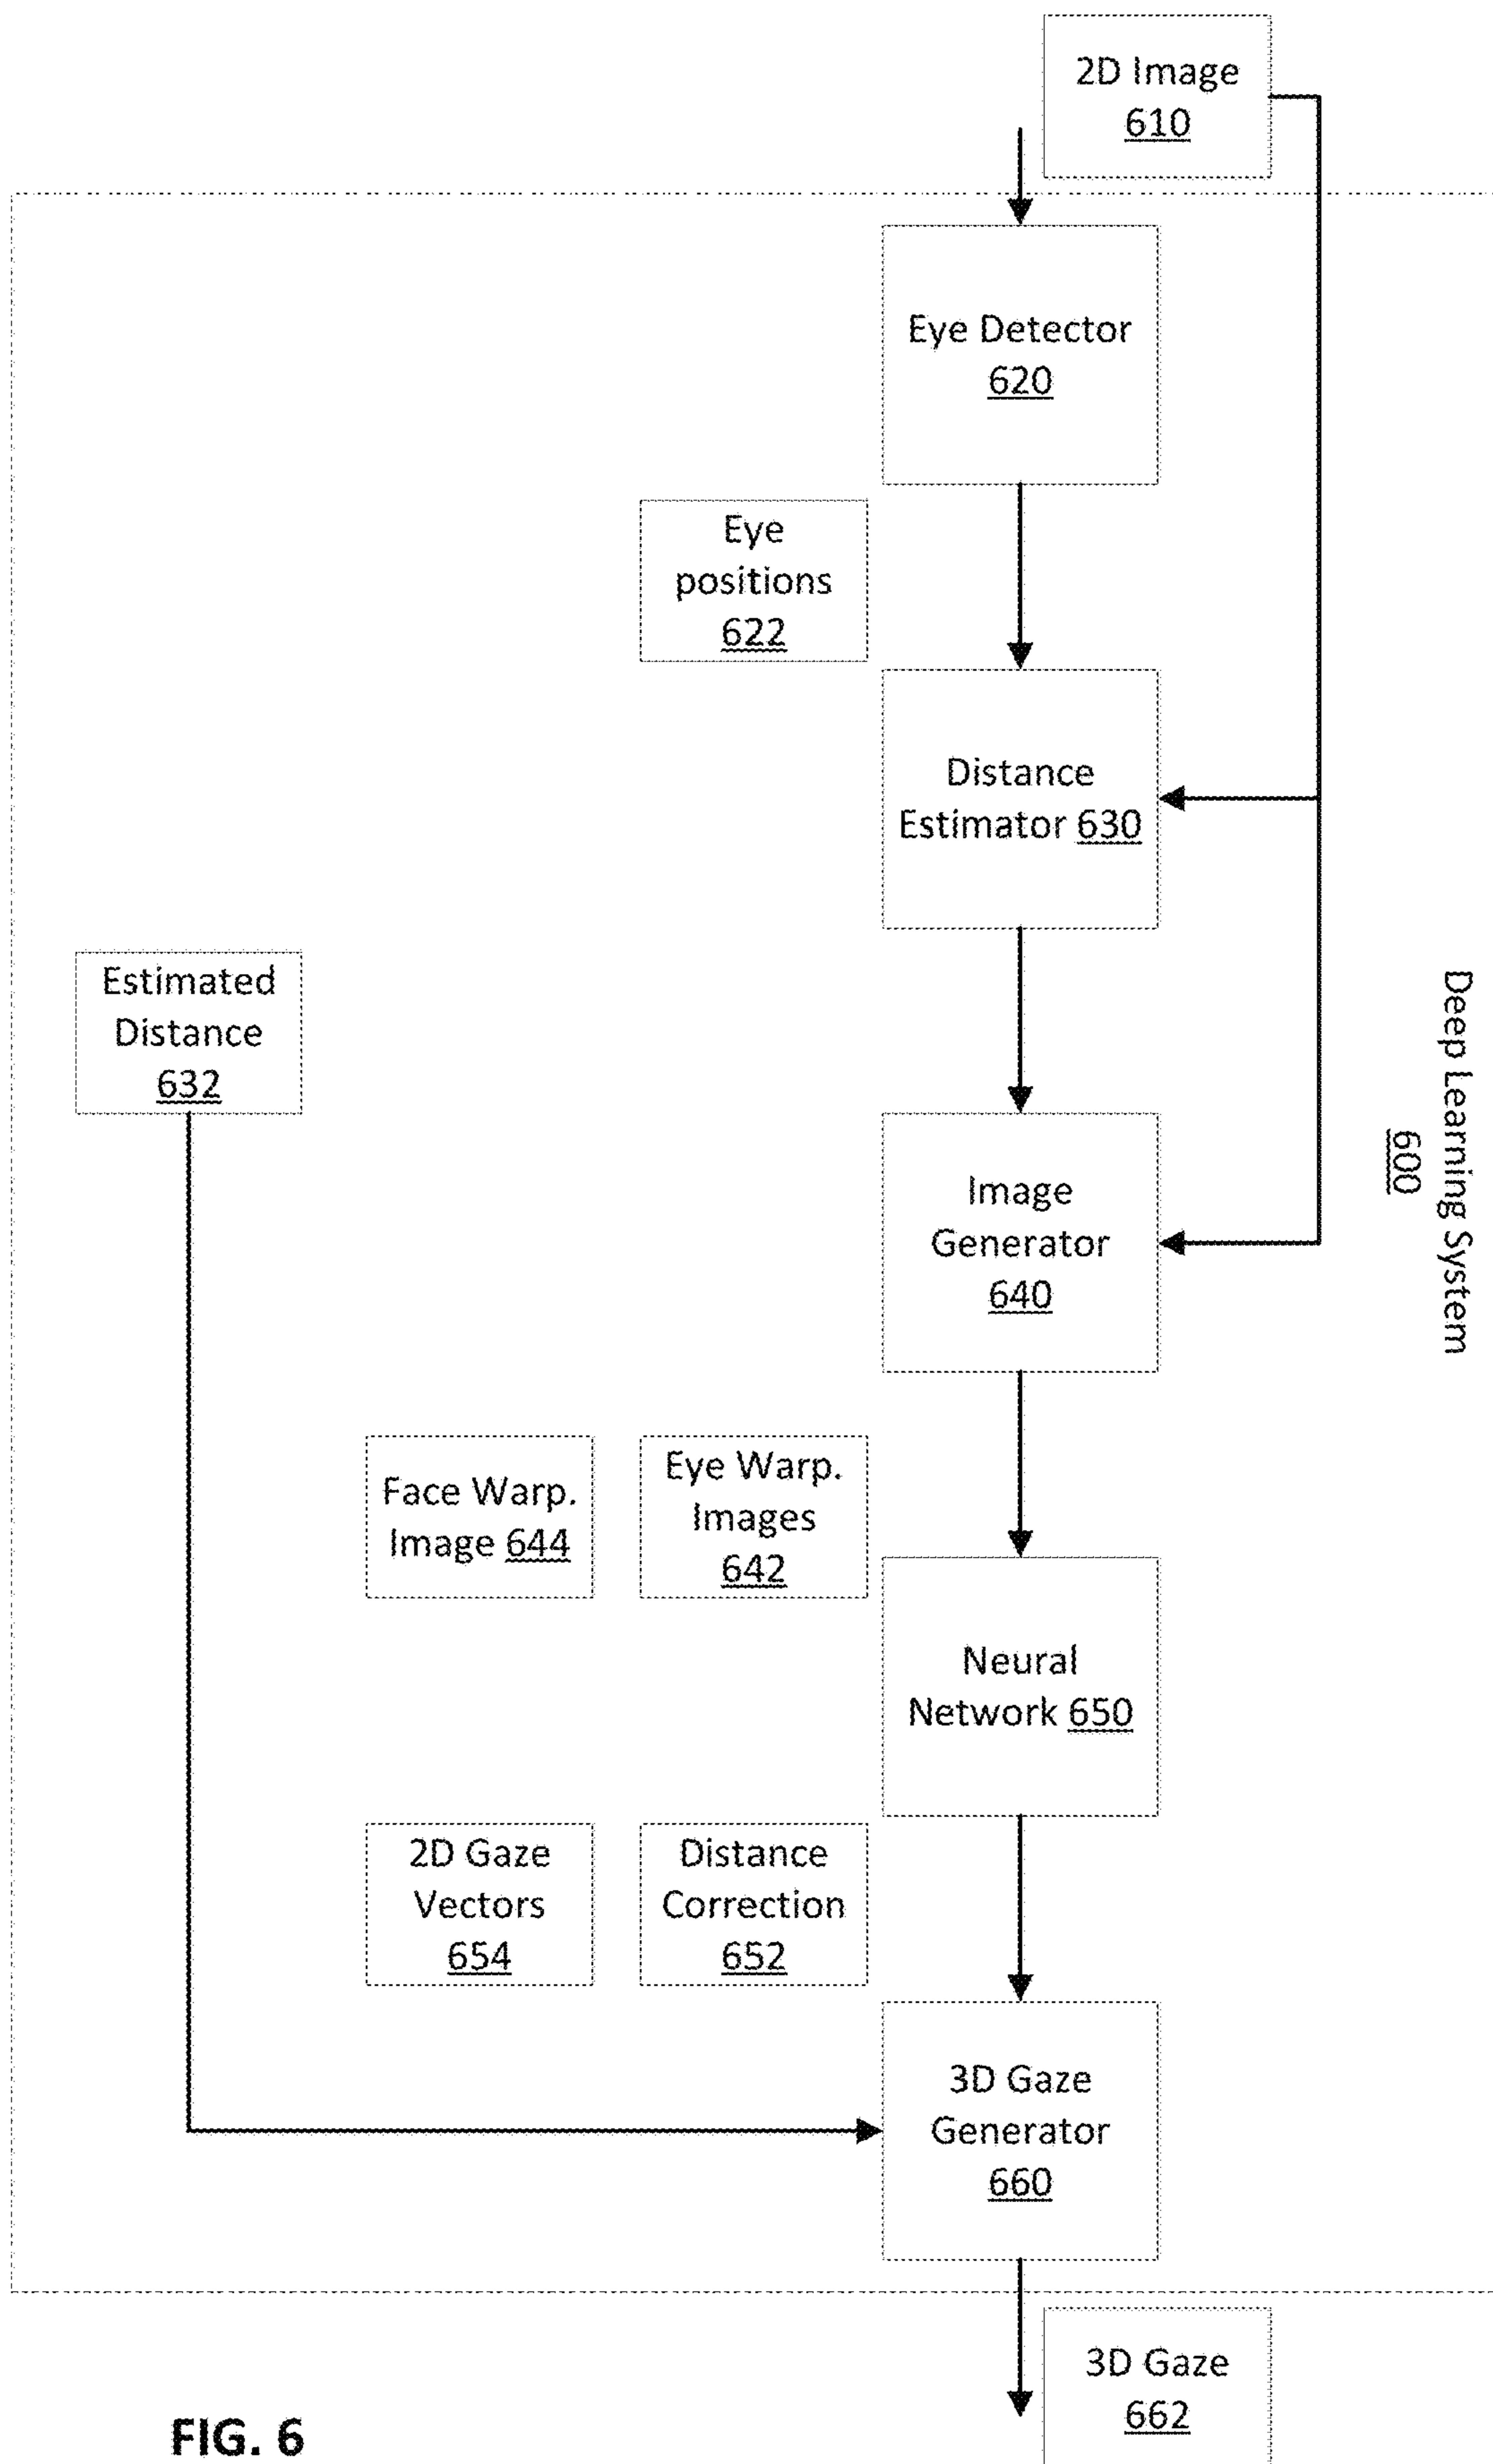 2D Image
610
Eye Detector
620
Eye
positions
622
Distance
Estimator 630
Estimated
Distance
632
Deep Learning System
600
Image
Generator
640
Face Warp.
Image 644
Eye Warp.
Images
642
Neural
Network 650
2D Gaze
Vectors
654
Distance
Correction
652
3D Gaze
Generator
660
3D Gaze
662
FIG. 6